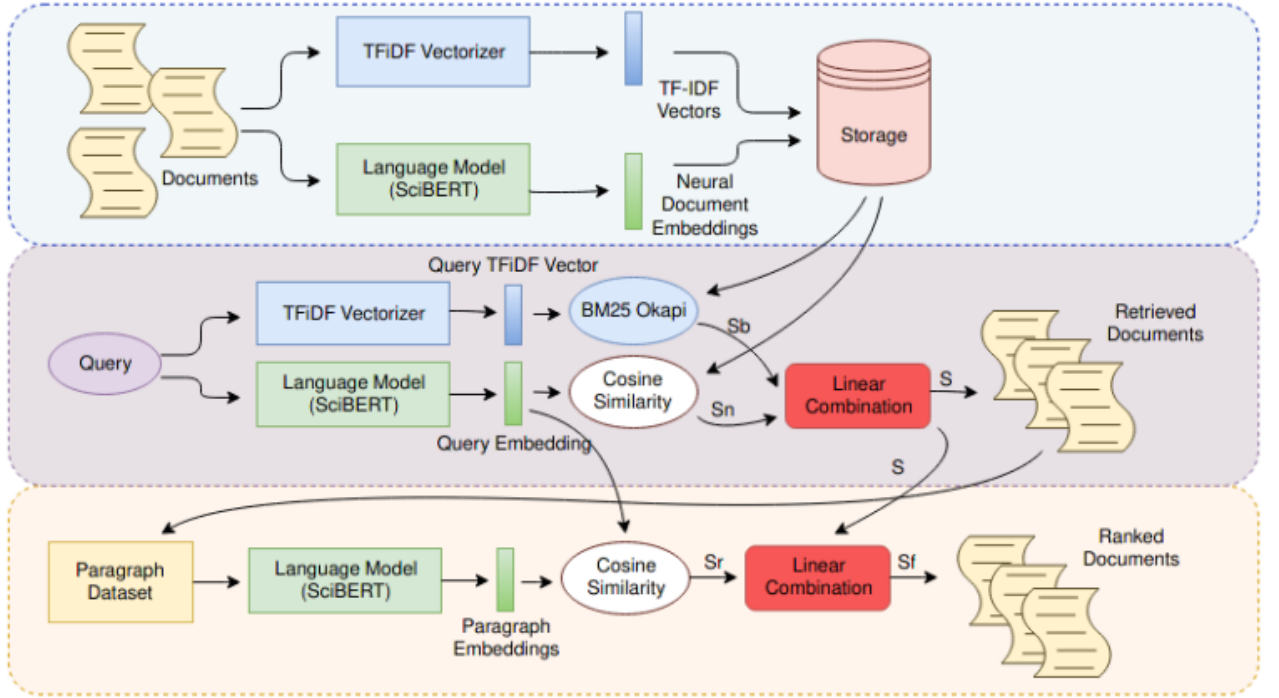 TFiDF Vectorizer
TF-IDF
Vectors
Storage
Documents
Language Model
(SciBERT)
Neural
Document
Embeddings
Query TFiDF Vector
Query
TFiDF Vectorizer
BM25 Okapi
Sb
Retrieved
Documents
Language Model
(SciBERT)
Cosine
Similarity
Sn
Linear
Combination
S
Query Embedding
S
Paragraph
Dataset
Language Model
(SciBERT)
Paragraph
Embeddings
Cosine
Similarity
Sr
Linear
Combination
Sf
Ranked
Documents